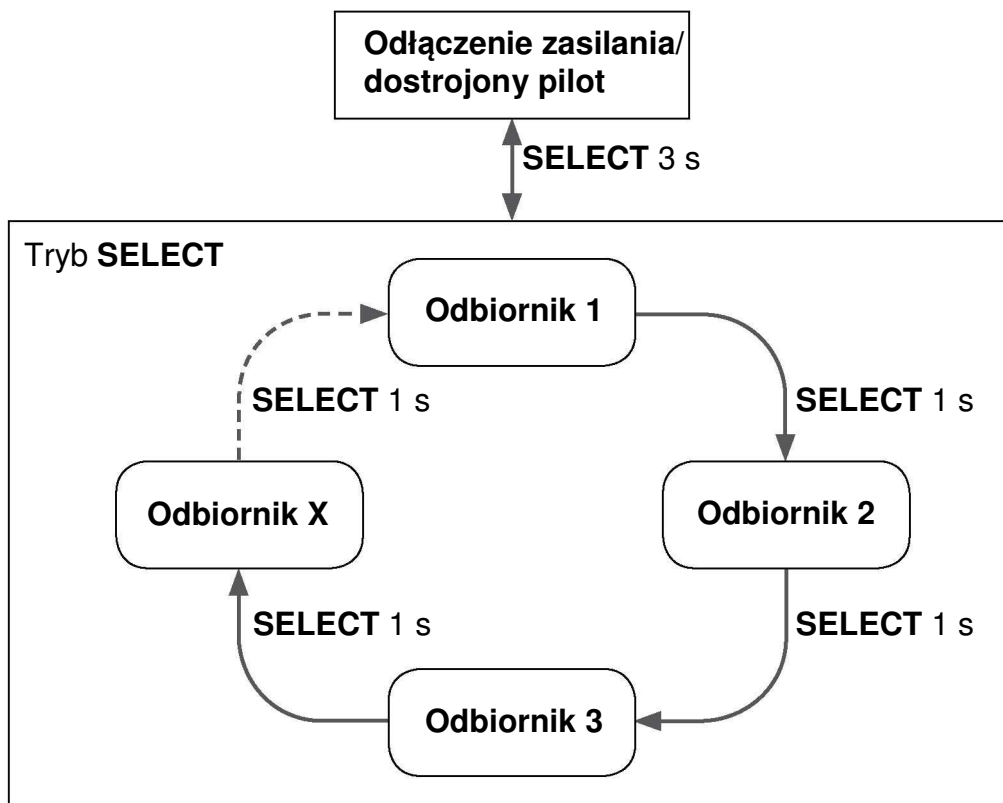 Odłączenie zasilania/
dostrojony pilot
SELECT 3 s
Tryb SELECT
Odbiornik 1
SELECT 1 s
SELECT 1 s
Odbiornik X
Odbiornik 2
SELECT 1 s
SELECT 1 s
Odbiornik 3